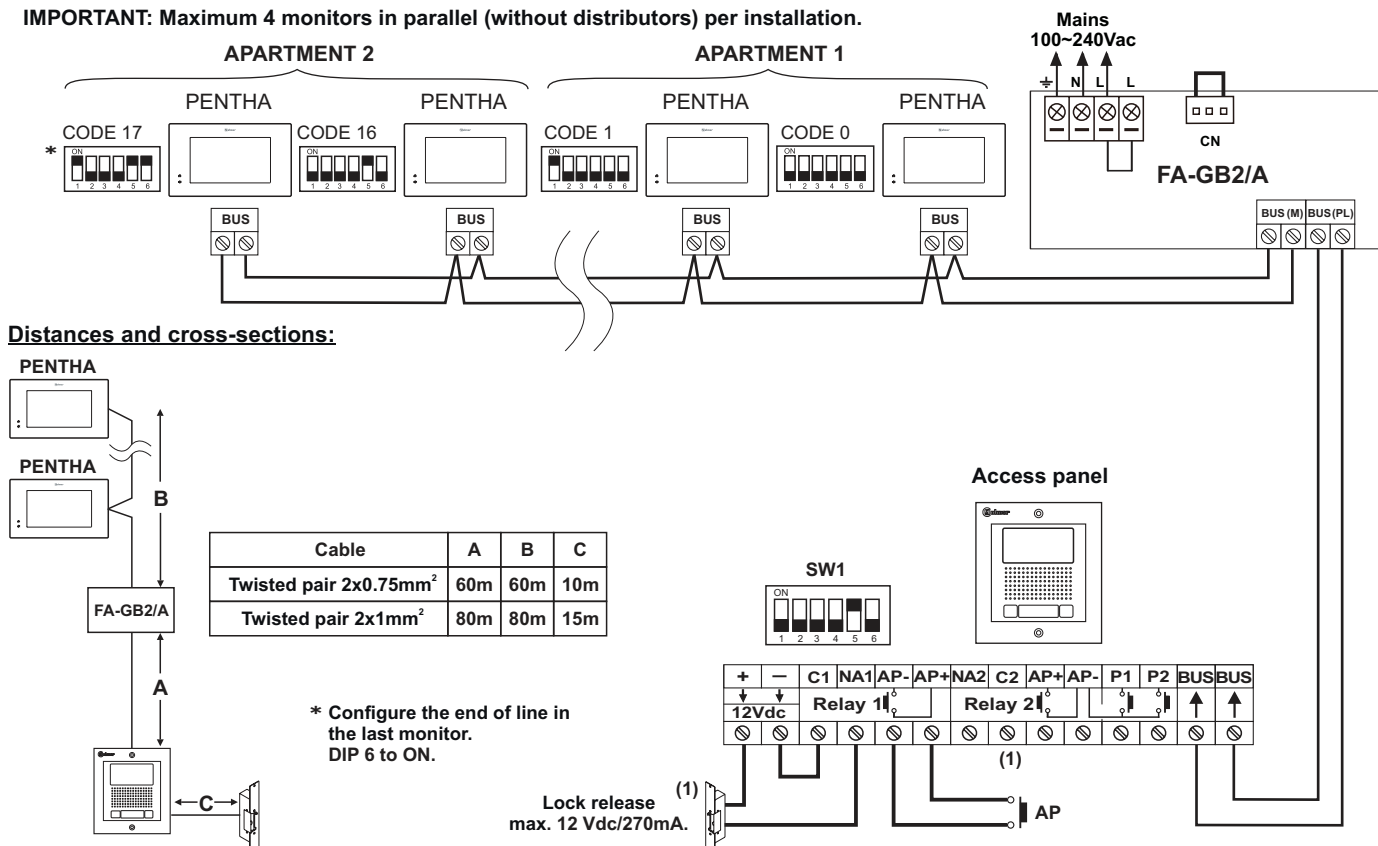 IMPORTANT: Maximum 4 monitors in parallel (without distributors) per installation.
APARTMENT 2
APARTMENT 1
PENTHA
PENTHA
PENTHA
PENTHA
CODE 17
CODE 16
CODE 1
CODE 0
*
ON
1 2 3 4 5 6
ON
1 2 3 4 5 6
ON
1 2 3 4 5 6
ON
1 2 3 4 5 6
BUS
BUS
BUS
BUS
Mains
100~240Vac
N L L
CN
FA-GB2/A
BUS (M) BUS (PL)
Distances and cross-sections:
PENTHA
PENTHA
B
FA-GB2/A
A
C
Cable A B C
Twisted pair 2x0.75mm² 60m 60m 10m
Twisted pair 2x1mm² 80m 80m 15m
* Configure the end of line in
the last monitor.
DIP 6 to ON.
Access panel
Golmar
SW1
ON
1 2 3 4 5 6
+ − C1 NA1 AP- AP+ NA2 C2 AP+ AP- P1 P2 BUS BUS
12Vdc Relay 1 Relay 2
(1)
(1)
Lock release
max. 12 Vdc/270mA.
AP